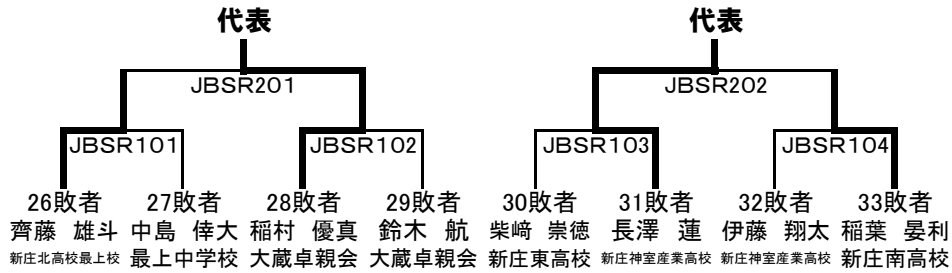 代表 代表
JBSR201 JBSR202
JBSR101 JBSR102 JBSR103 JBSR104
26敗者 27敗者 28敗者 29敗者 30敗者 31敗者 32敗者 33敗者
齊藤 雄斗 中島 倖大 稲村 優真 鈴木 航 柴﨑 崇徳 長澤 蓮 伊藤 翔太 稲葉 晏利
新庄北高校最上校 最上中学校 大蔵卓親会 大蔵卓親会 新庄東高校 新庄神室産業高校 新庄神室産業高校 新庄南高校